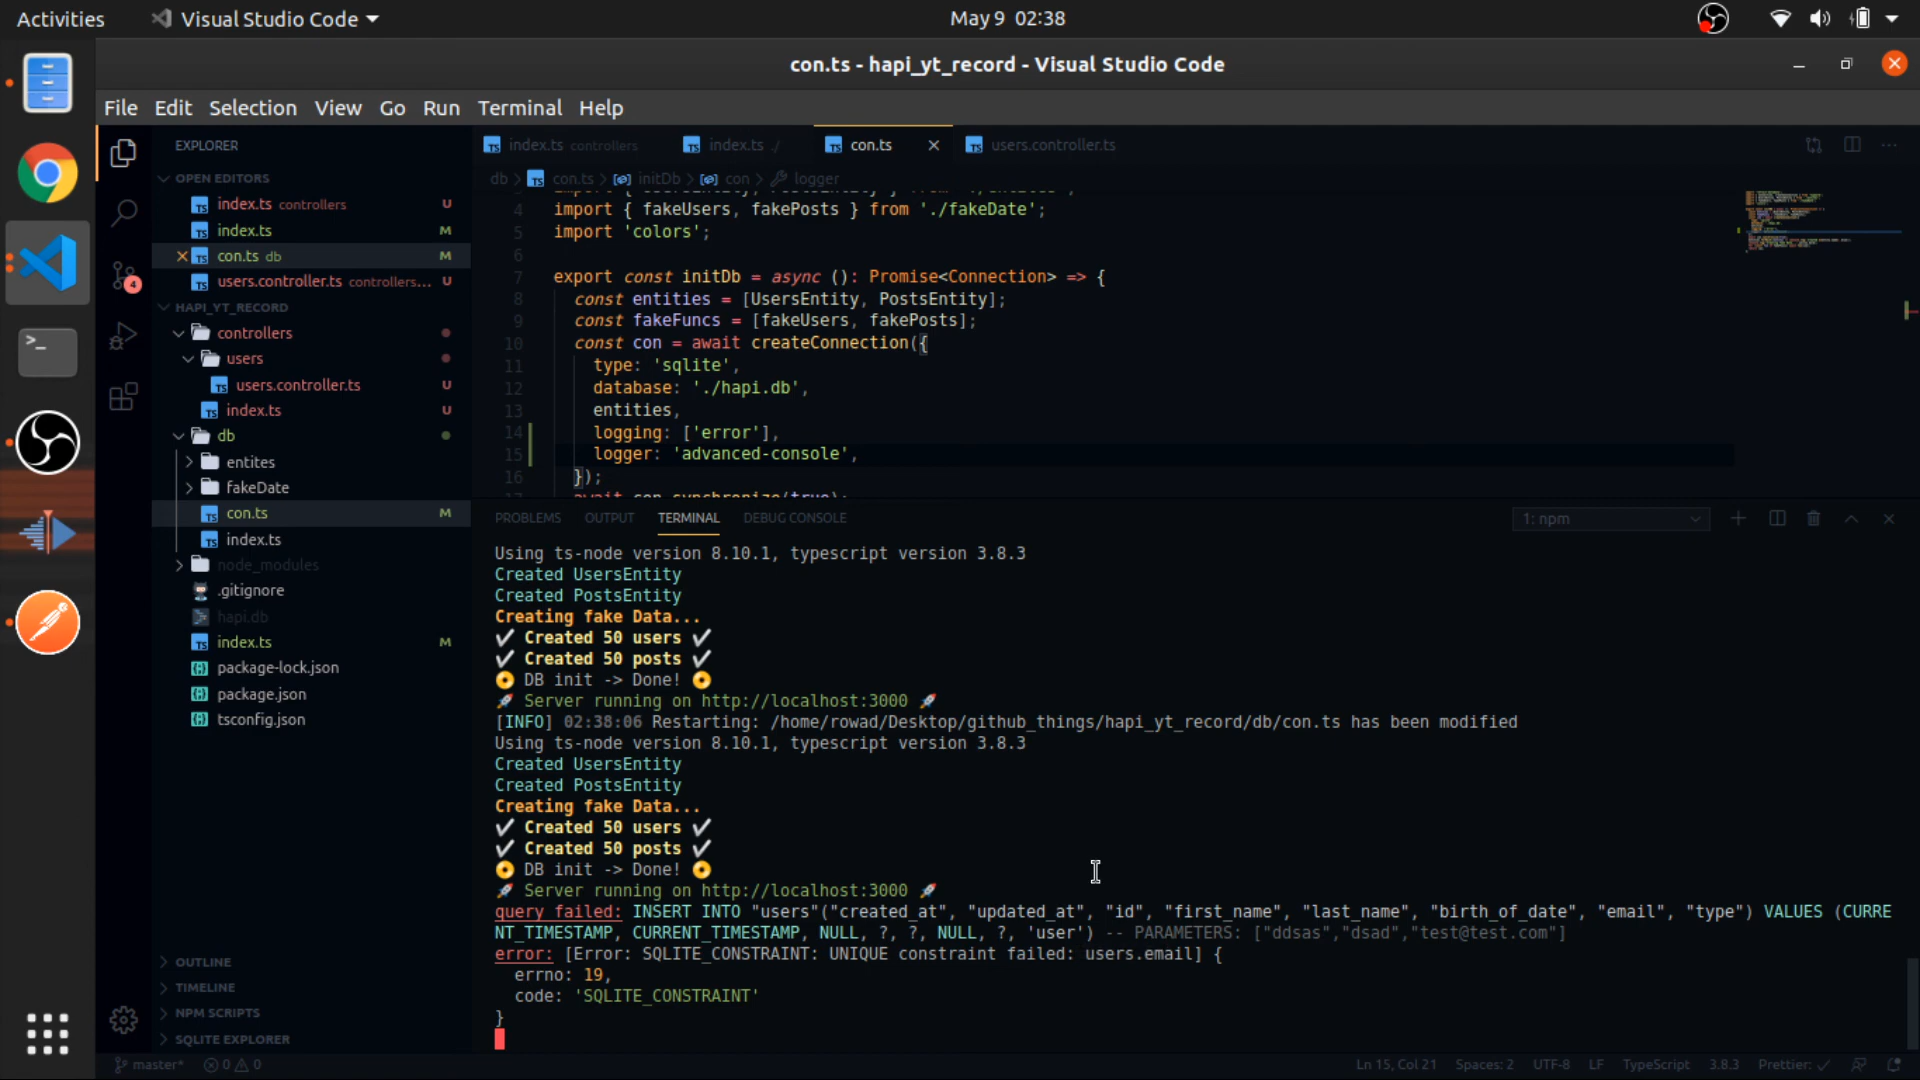 Activities
Visual Studio Code
May 9 02:38
con.ts - hapi_yt_record - Visual Studio Code
File Edit Selection View Go Run Terminal Help
EXPLORER
OPEN EDITORS
index.ts controllers U
index.ts M
con.ts db M
users.controller.ts controllers... U
HAPI_YT_RECORD
controllers
users
users.controller.ts U
index.ts U
db
entites
fakeDate
con.ts M
index.ts
node_modules
.gitignore
hapi.db
index.ts M
package-lock.json
package.json
tsconfig.json
OUTLINE
TIMELINE
NPM SCRIPTS
SQLITE EXPLORER
4
index.ts controllers
index.ts ./
con.ts
users.controller.ts
db > con.ts > initDb > con > logger
4 import { fakeUsers, fakePosts } from './fakeDate';
5 import 'colors';
6
7 export const initDb = async (): Promise<Connection> => {
8 const entities = [UsersEntity, PostsEntity];
9 const fakeFuncs = [fakeUsers, fakePosts];
10 const con = await createConnection({
11 type: 'sqlite',
12 database: './hapi.db',
13 entities,
14 logging: ['error'],
15 logger: 'advanced-console',
16 });
PROBLEMS OUTPUT TERMINAL DEBUG CONSOLE
1: npm
Using ts-node version 8.10.1, typescript version 3.8.3
Created UsersEntity
Created PostsEntity
Creating fake Data...
✔ Created 50 users ✔
✔ Created 50 posts ✔
DB init -> Done!
🚀 Server running on http://localhost:3000 🚀
[INFO] 02:38:06 Restarting: /home/rowad/Desktop/github_things/hapi_yt_record/db/con.ts has been modified
Using ts-node version 8.10.1, typescript version 3.8.3
Created UsersEntity
Created PostsEntity
Creating fake Data...
✔ Created 50 users ✔
✔ Created 50 posts ✔
DB init -> Done!
🚀 Server running on http://localhost:3000 🚀
query failed: INSERT INTO "users"("created_at", "updated_at", "id", "first_name", "last_name", "birth_of_date", "email", "type") VALUES (CURRE
NT_TIMESTAMP, CURRENT_TIMESTAMP, NULL, ?, ?, NULL, ?, 'user') -- PARAMETERS: ["ddsas","dsad","test@test.com"]
error: [Error: SQLITE_CONSTRAINT: UNIQUE constraint failed: users.email] {
errno: 19,
code: 'SQLITE_CONSTRAINT'
}
master* 0 0
Ln 15, Col 21 Spaces: 2 UTF-8 LF TypeScript 3.8.3 Prettier: ✓